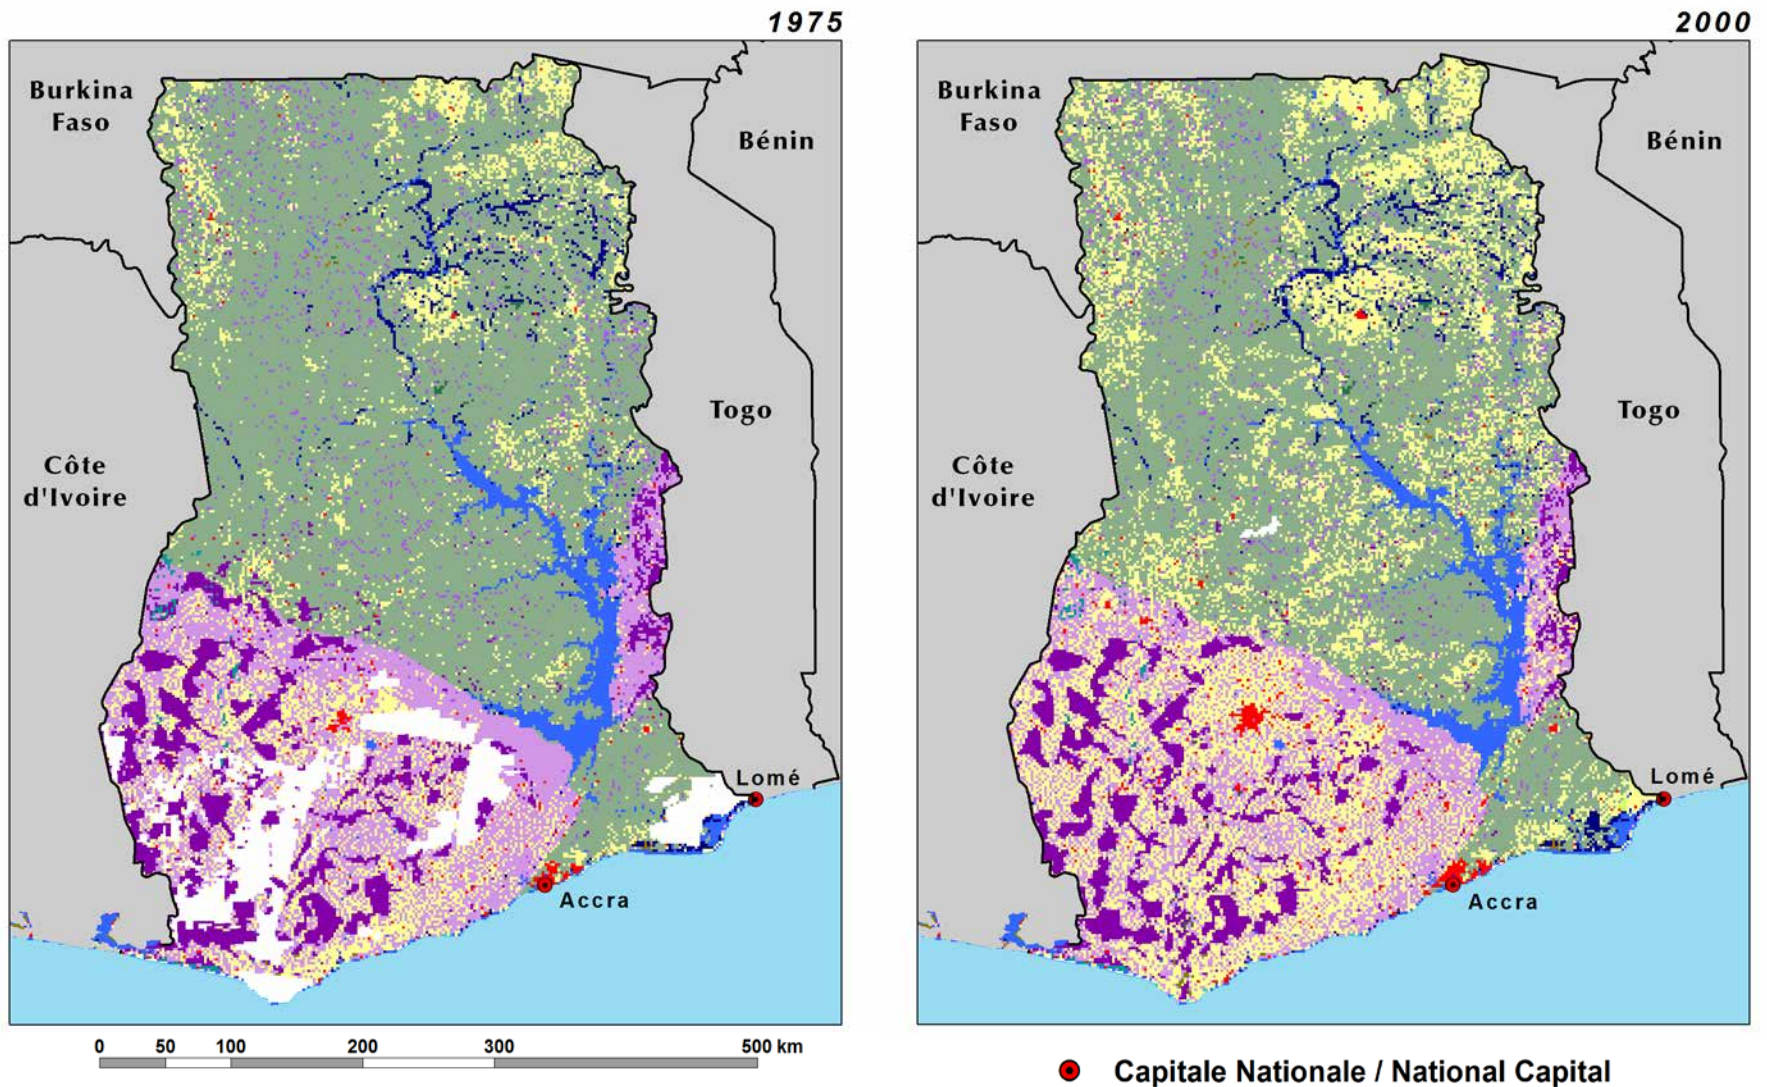 1975
Burkina
Faso
Bénin
Togo
Côte
d'Ivoire
Lomé
Accra
0 50 100 200 300 500 km
2000
Burkina
Faso
Bénin
Togo
Côte
d'Ivoire
Lomé
Accra
Capitale Nationale / National Capital